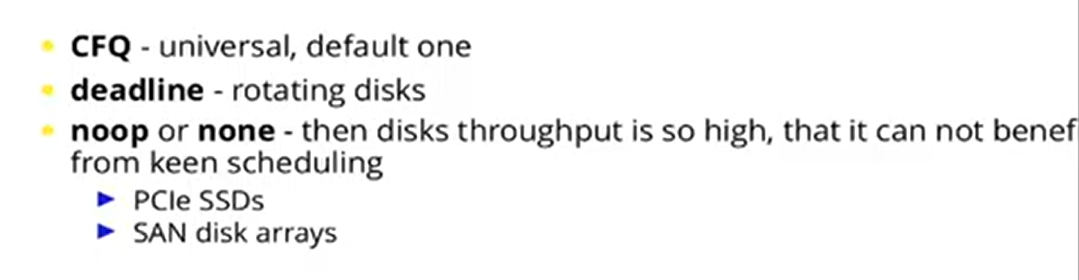 CFQ - universal, default one
deadline - rotating disks
noop or none - then disks throughput is so high, that it can not benef
from keen scheduling
PCIe SSDs
SAN disk arrays